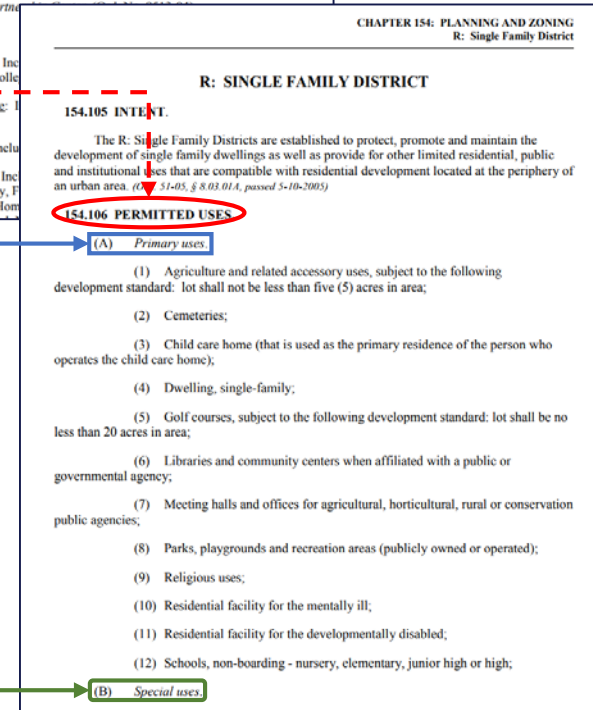 CHAPTER 154: PLANNING AND ZONING
R: Single Family District
R: SINGLE FAMILY DISTRICT
154.105 INTENT.
The R: Single Family Districts are established to protect, promote and maintain the
development of single family dwellings as well as provide for other limited residential, public
and institutional uses that are compatible with residential development located at the periphery of
an urban area. 51-05, § 8.03.01A, passed 5-10-2005)
154.106 PERMITTED USES
(A) Primary uses.
(1) Agriculture and related accessory uses, subject to the following
development standard: lot shall not be less than five (5) acres in area;
(2) Cemeteries;
(3) Child care home (that is used as the primary residence of the person who
operates the child care home);
(4) Dwelling, single-family;
(5) Golf courses, subject to the following development standard: lot shall be no
less than 20 acres in area;
(6) Libraries and community centers when affiliated with a public or
governmental agency;
(7) Meeting halls and offices for agricultural, horticultural, rural or conservation
public agencies;
(8) Parks, playgrounds and recreation areas (publicly owned or operated);
(9) Religious uses;
(10) Residential facility for the mentally ill;
(11) Residential facility for the developmentally disabled;
(12) Schools, non-boarding - nursery, elementary, junior high or high;
(B) Special uses.